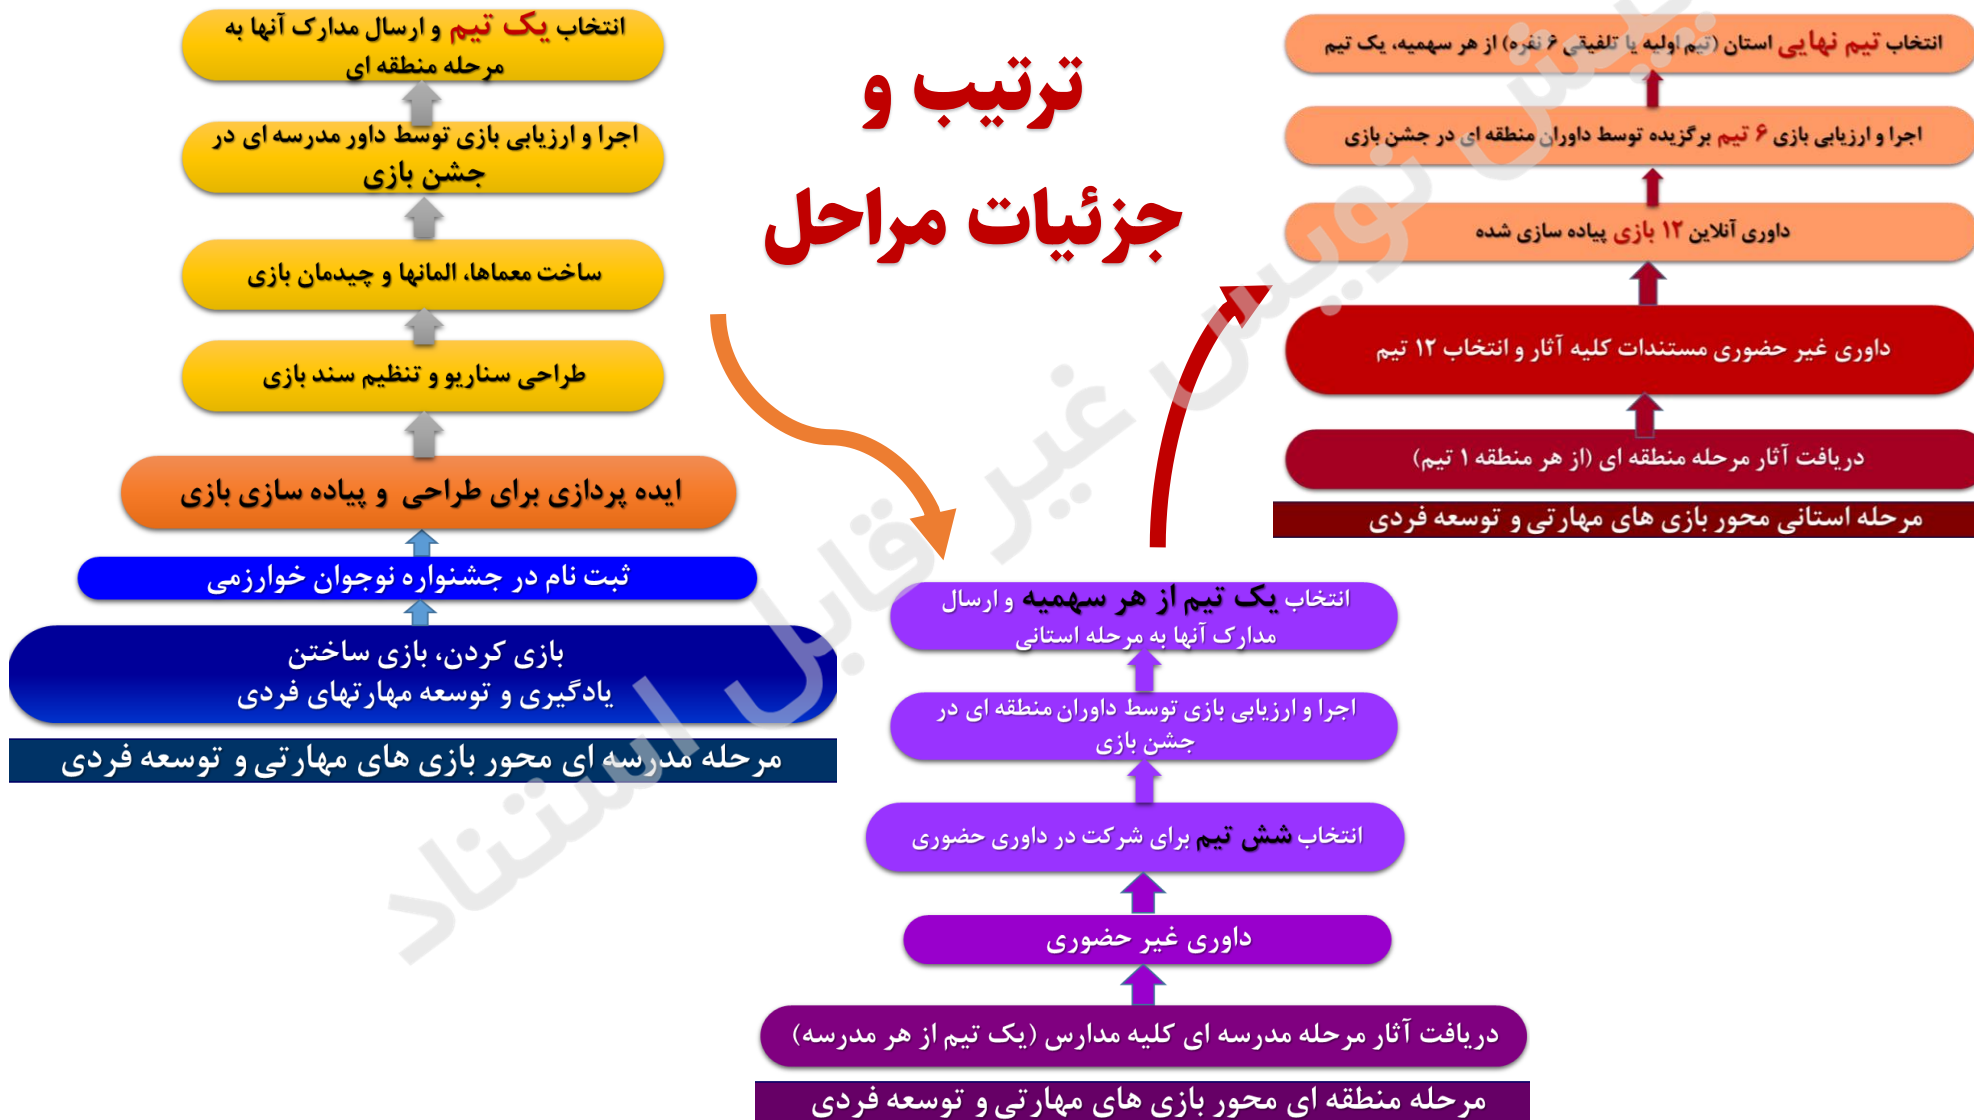 ترتیب و
جزئیات مراحل
انتخاب یک تیم و ارسال مدارک آنها به
مرحله منطقه ای
اجرا و ارزیابی بازی توسط داور مدرسه ای در
جشن بازی
ساخت معماها، المانها و چیدمان بازی
طراحی سناریو و تنظیم سند بازی
ایده پردازی برای طراحی و پیاده سازی بازی
ثبت نام در جشنواره نوجوان خوارزمی
بازی کردن، بازی ساختن
یادگیری و توسعه مهارتهای فردی
مرحله مدرسه ای محور بازی های مهارتی و توسعه فردی
انتخاب یک تیم از هر سهمیه و ارسال
مدارک آنها به مرحله استانی
اجرا و ارزیابی بازی توسط داوران منطقه ای در
جشن بازی
انتخاب شش تیم برای شرکت در داوری حضوری
داوری غیر حضوری
دریافت آثار مرحله مدرسه ای کلیه مدارس (یک تیم از هر مدرسه)
مرحله منطقه ای محور بازی های مهارتی و توسعه فردی
انتخاب تیم نهایی استان (تیم اولیه یا تلفیقی ۶ نفره) از هر سهمیه، یک تیم
اجرا و ارزیابی بازی ۶ تیم برگزیده توسط داوران منطقه ای در جشن بازی
داوری آنلاین ۱۲ بازی پیاده سازی شده
داوری غیر حضوری مستندات کلیه آثار و انتخاب ۱۲ تیم
دریافت آثار مرحله منطقه ای (از هر منطقه ۱ تیم)
مرحله استانی محور بازی های مهارتی و توسعه فردی
پیش نویس غیر قابل استناد